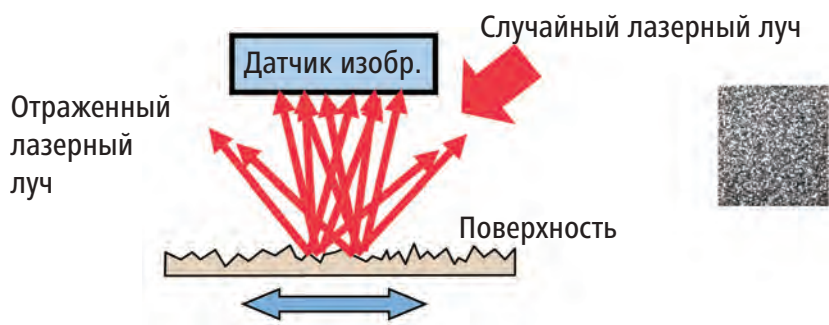 Случайный лазерный луч
Датчик изобр.
Отраженный
лазерный
луч
Поверхность